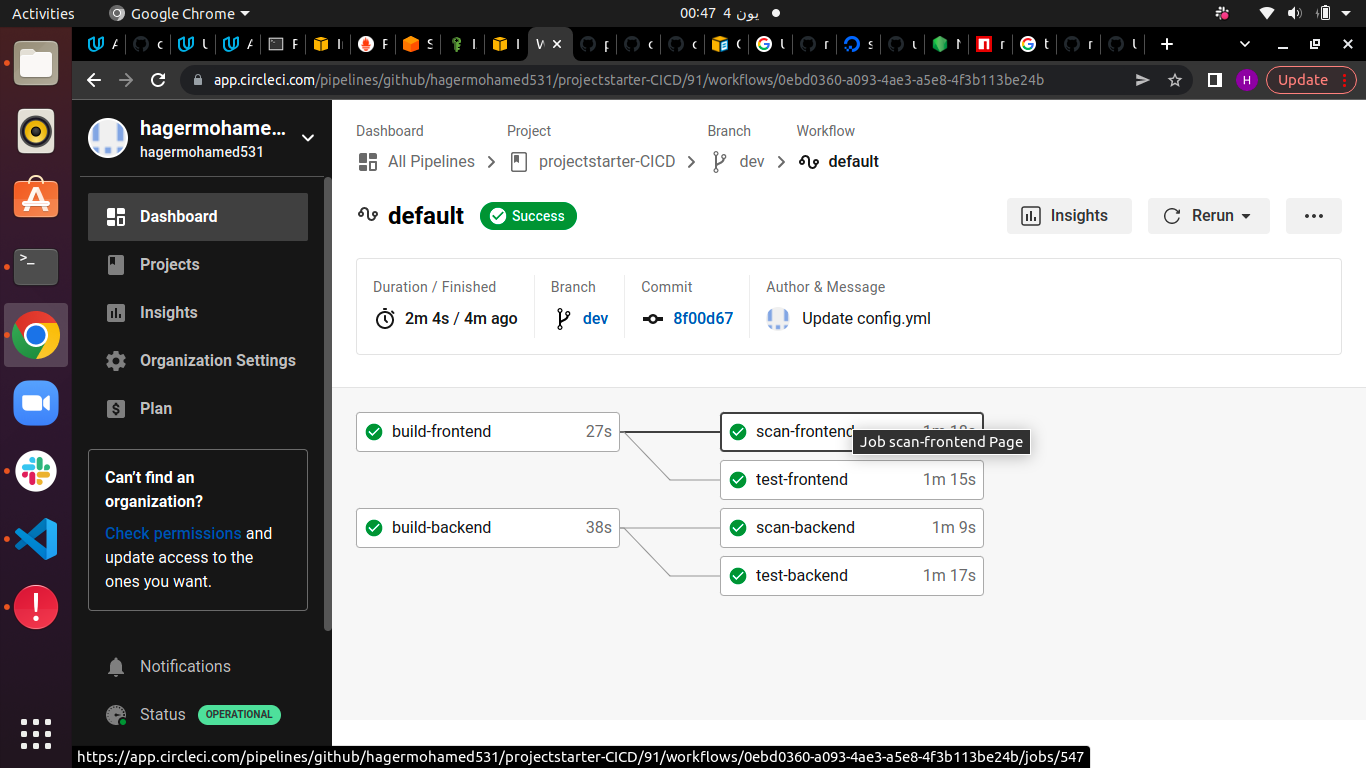 Activities
Google Chrome
00:47 4 يون
app.circleci.com/pipelines/github/hagermohamed531/projectstarter-CICD/91/workflows/0ebd0360-a093-4ae3-a5e8-4f3b113be24b
H
Update
hagermohame...
hagermohamed531
Dashboard
Projects
Insights
Organization Settings
Plan
Can't find an
organization?
Check permissions and
update access to the
ones you want.
Notifications
Status OPERATIONAL
Dashboard Project Branch Workflow
All Pipelines projectstarter-CICD dev default
default Success
Insights Rerun
Duration / Finished Branch Commit Author & Message
2m 4s / 4m ago dev 8f00d67 Update config.yml
build-frontend 27s
scan-frontend
Job scan-frontend Page
test-frontend 1m 15s
build-backend 38s
scan-backend 1m 9s
test-backend 1m 17s
https://app.circleci.com/pipelines/github/hagermohamed531/projectstarter-CICD/91/workflows/0ebd0360-a093-4ae3-a5e8-4f3b113be24b/jobs/547